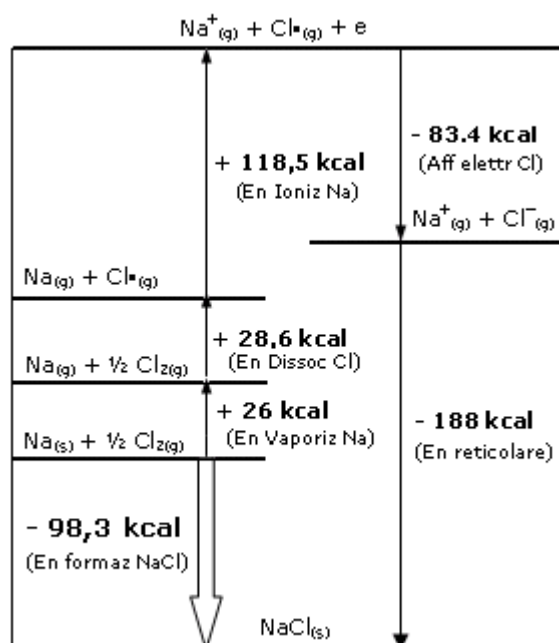 Na⁺(g) + Cl▪(g) + e
- 83.4 kcal
(Aff elettr Cl)
+ 118,5 kcal
(En Ioniz Na)
Na⁺(g) + Cl⁻(g)
Na(g) + Cl▪(g)
+ 28,6 kcal
(En Dissoc Cl)
Na(g) + ½ Cl₂(g)
+ 26 kcal
(En Vaporiz Na)
Na(s) + ½ Cl₂(g)
- 188 kcal
(En reticolare)
- 98,3 kcal
(En formaz NaCl)
NaCl(s)